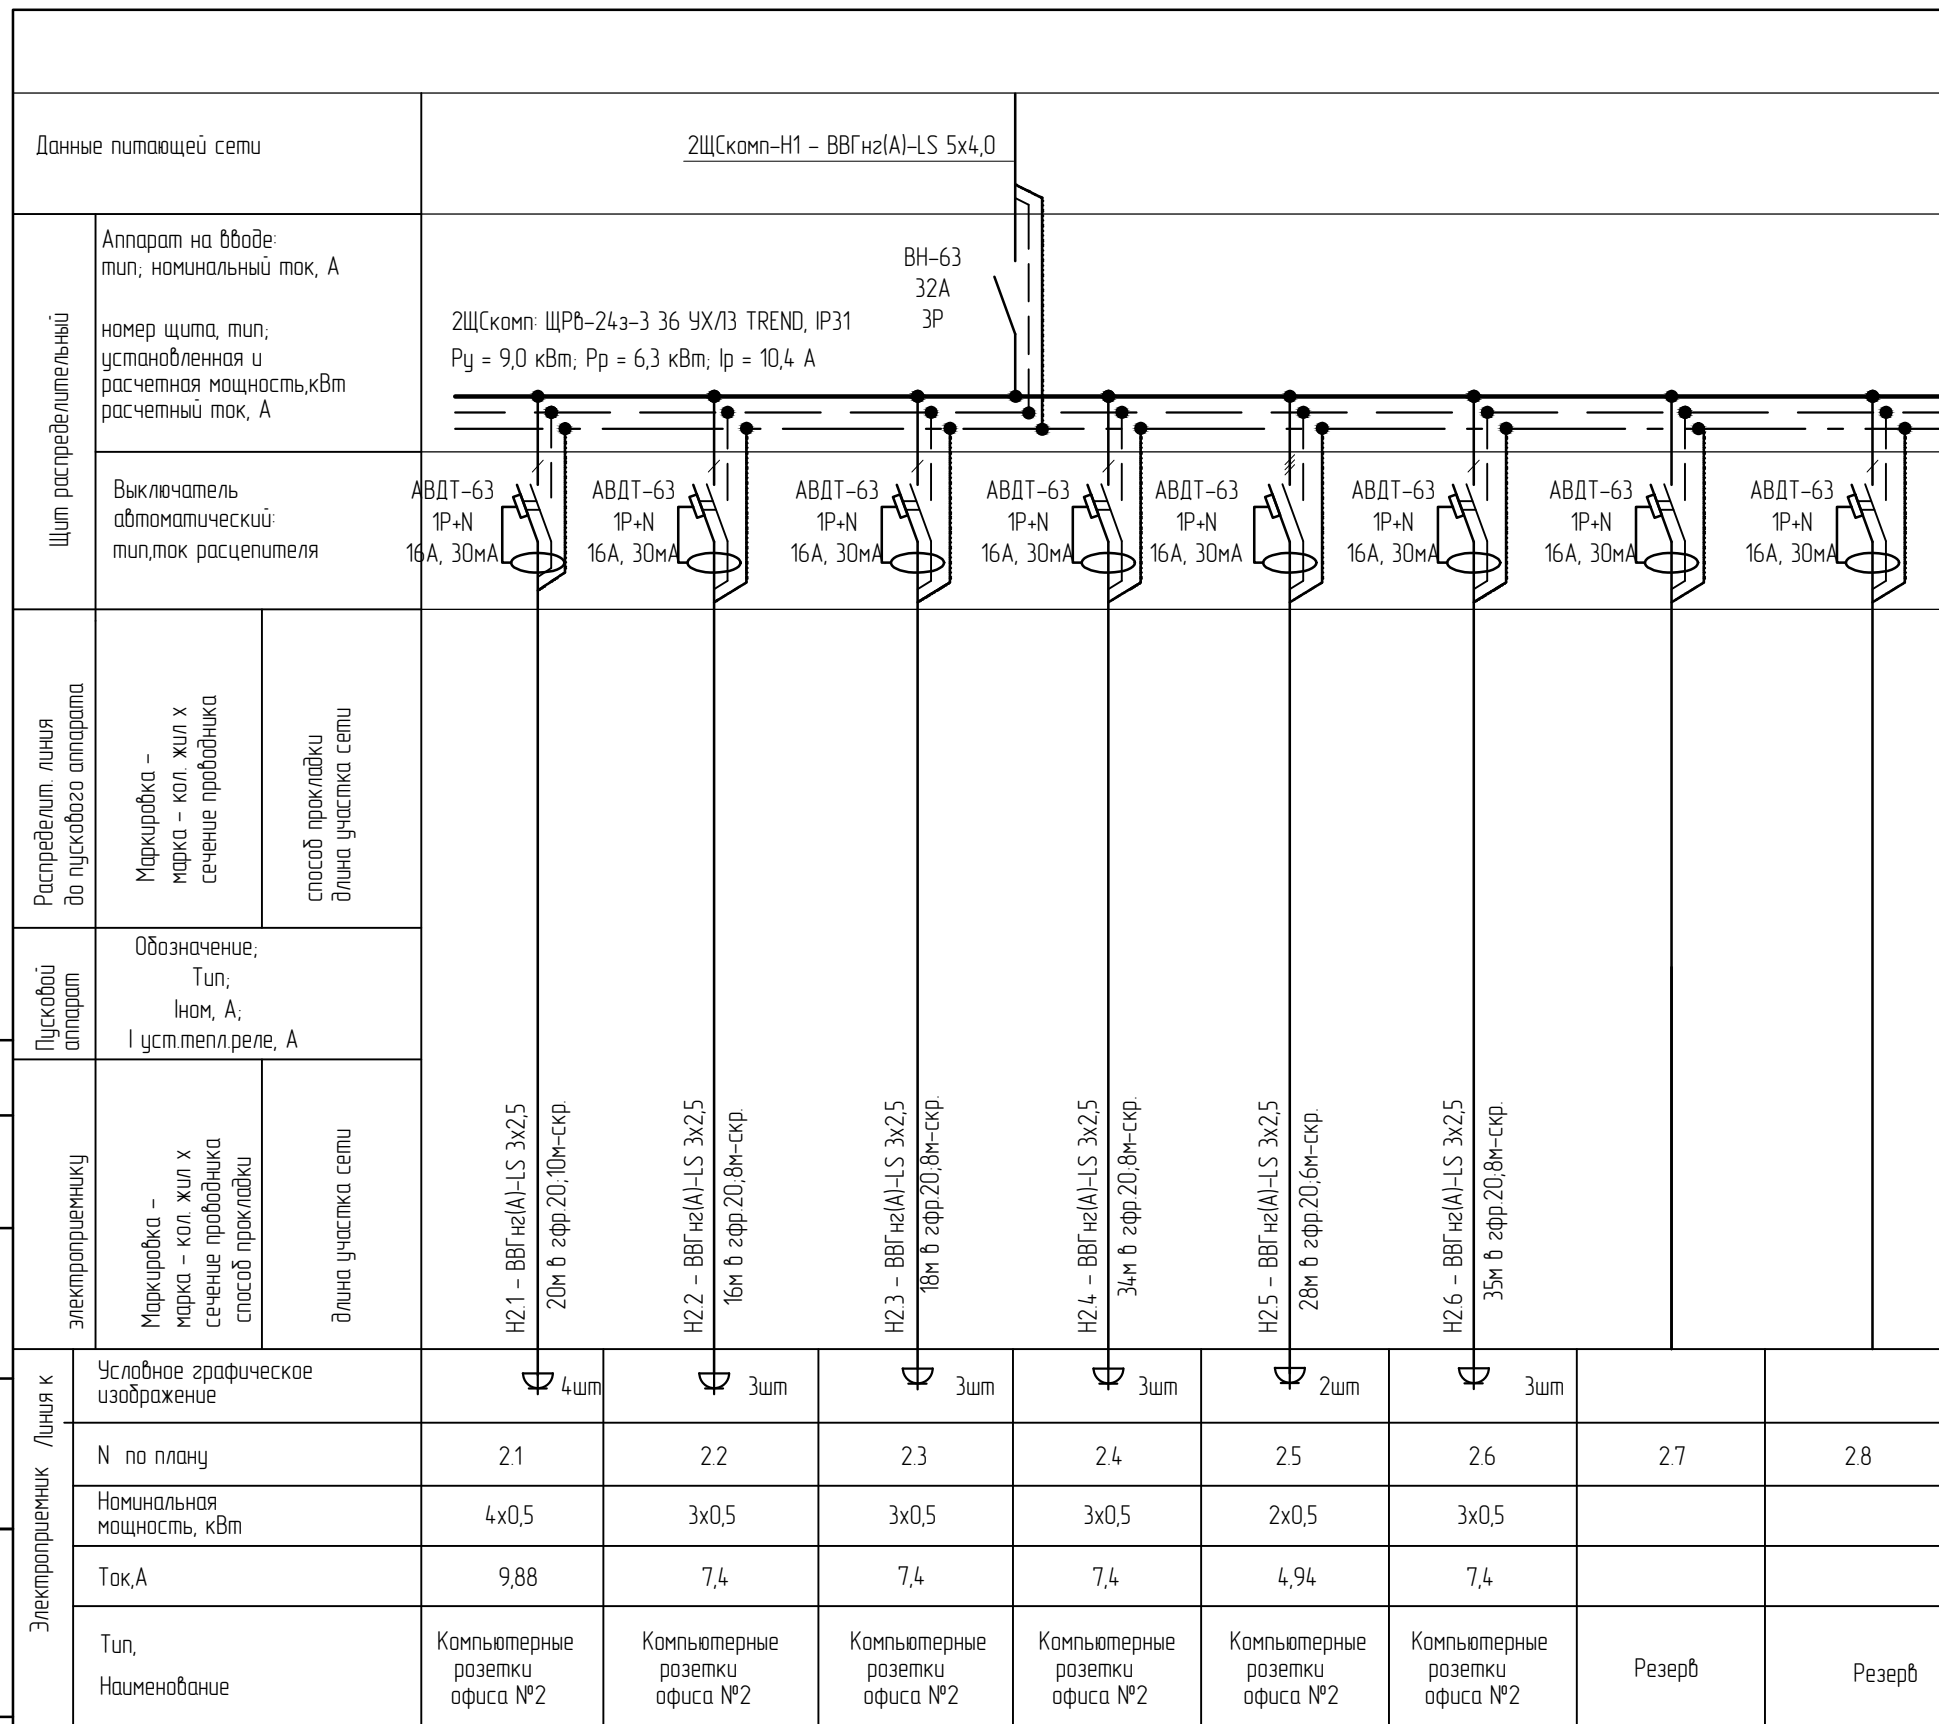 Данные питающей сети
2ЩСкомп-Н1 - ВВГнг(А)-LS 5х4,0
Щит распределительный
Аппарат на вводе:
тип; номинальный ток, А
номер щита, тип;
установленная и
расчетная мощность,кВт
расчетный ток, А
ВН-63
32А
3Р
2ЩСкомп: ЩРв-24з-3 36 УХЛ3 TREND, IP31
Ру = 9,0 кВт; Рр = 6,3 кВт; Iр = 10,4 А
Выключатель
автоматический:
тип,ток расцепителя
АВДТ-63
1P+N
16А, 30мА
АВДТ-63
1P+N
16А, 30мА
АВДТ-63
1P+N
16А, 30мА
АВДТ-63
1P+N
16А, 30мА
АВДТ-63
1P+N
16А, 30мА
АВДТ-63
1P+N
16А, 30мА
АВДТ-63
1P+N
16А, 30мА
АВДТ-63
1P+N
16А, 30мА
Распределит. линия
до пускового аппарата
Маркировка -
марка - кол. жил х
сечение проводника
способ прокладки
длина участка сети
Пусковой
аппарат
Обозначение;
Тип;
Iном, А;
I уст.тепл.реле, А
Линия к
электроприемнику
Маркировка -
марка - кол. жил х
сечение проводника
способ прокладки
длина участка сети
Н2.1 - ВВГнг(А)-LS 3х2,5
20м в гфр.20;10м-скр.
Н2.2 - ВВГнг(А)-LS 3х2,5
16м в гфр.20;8м-скр.
Н2.3 - ВВГнг(А)-LS 3х2,5
18м в гфр.20;8м-скр.
Н2.4 - ВВГнг(А)-LS 3х2,5
34м в гфр.20;8м-скр.
Н2.5 - ВВГнг(А)-LS 3х2,5
28м в гфр.20;6м-скр.
Н2.6 - ВВГнг(А)-LS 3х2,5
35м в гфр.20;8м-скр.
Электроприемник
Условное графическое
изображение
4шт
3шт
3шт
3шт
2шт
3шт
N по плану
2.1
2.2
2.3
2.4
2.5
2.6
2.7
2.8
Номинальная
мощность, кВт
4х0,5
3х0,5
3х0,5
3х0,5
2х0,5
3х0,5
Ток,А
9,88
7,4
7,4
7,4
4,94
7,4
Тип,
Наименование
Компьютерные
розетки
офиса №2
Компьютерные
розетки
офиса №2
Компьютерные
розетки
офиса №2
Компьютерные
розетки
офиса №2
Компьютерные
розетки
офиса №2
Компьютерные
розетки
офиса №2
Резерв
Резерв